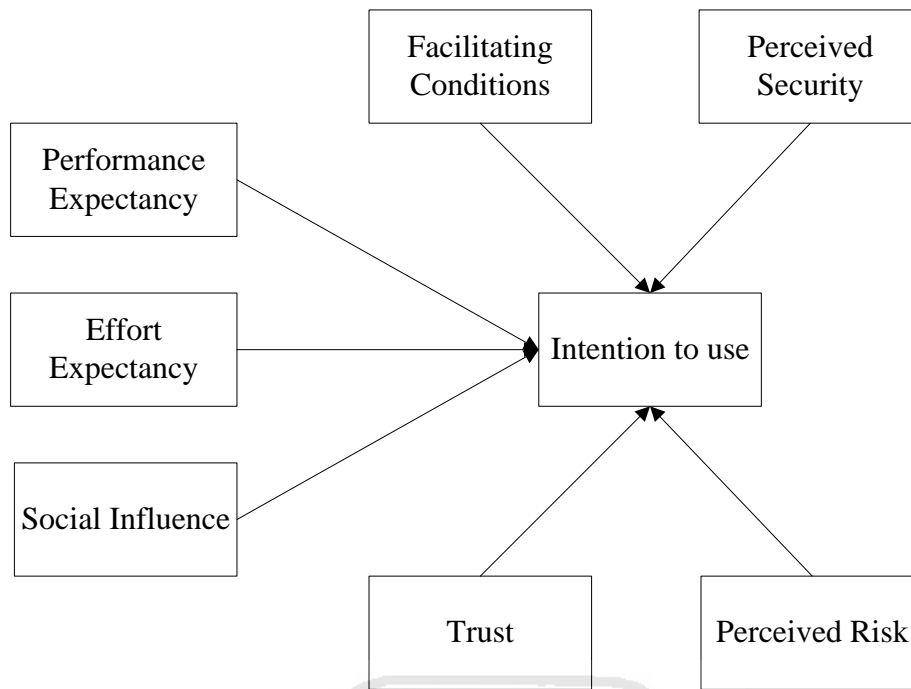 Facilitating
Conditions
Perceived
Security
Performance
Expectancy
Effort
Expectancy
Intention to use
Social Influence
Trust
Perceived Risk